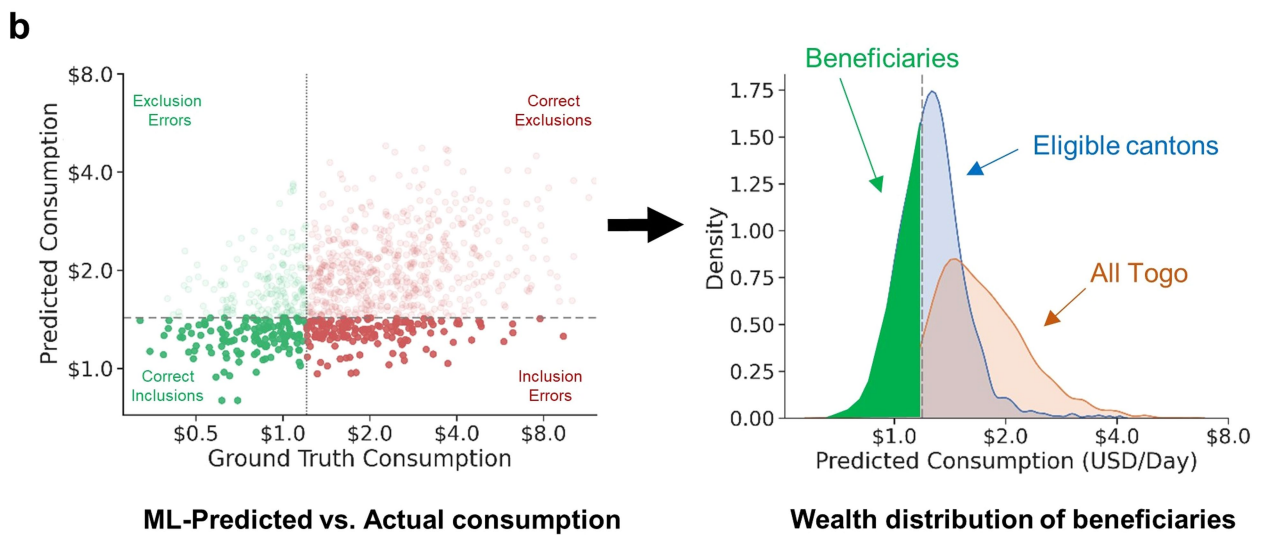 b
$8.0
$4.0
$2.0
$1.0
Predicted Consumption
Exclusion
Errors
Correct
Exclusions
Correct
Inclusions
Inclusion
Errors
$0.5
$1.0
$2.0
$4.0
$8.0
Ground Truth Consumption
ML-Predicted vs. Actual consumption
Beneficiaries
Eligible cantons
All Togo
1.75
1.50
1.25
1.00
0.75
0.50
0.25
0.00
Density
$1.0
$2.0
$4.0
$8.0
Predicted Consumption (USD/Day)
Wealth distribution of beneficiaries